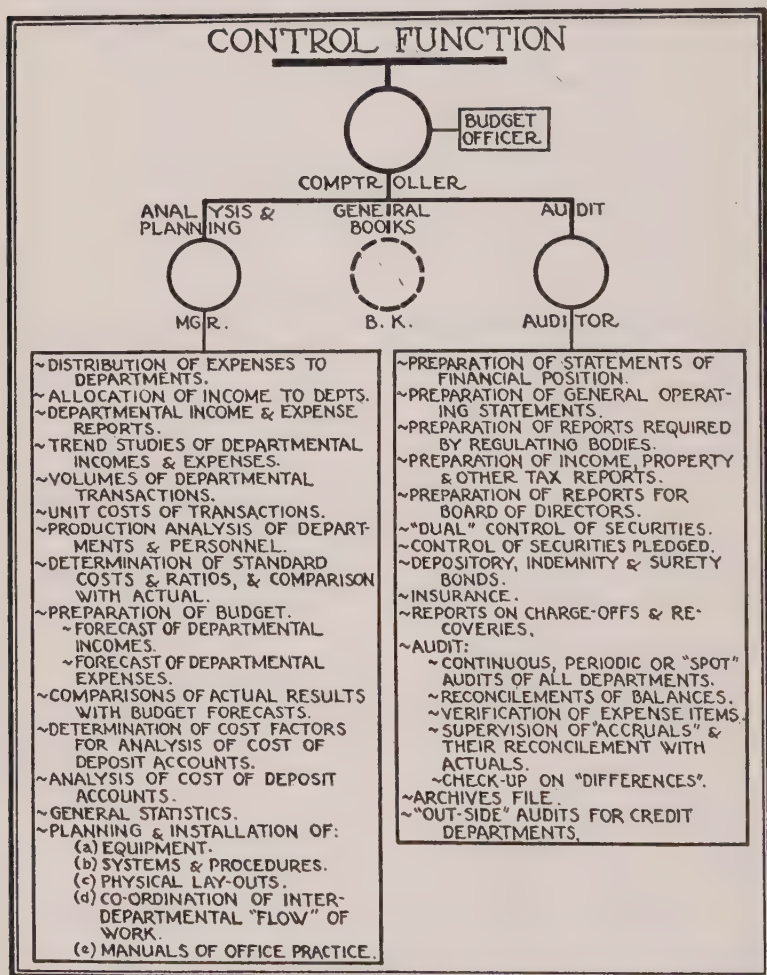 CONTROL FUNCTION
BUDGET
OFFICER
COMPTROLLER
ANALYSIS &
PLANNING
GENEIRAL
BOOKS
AUDIT
MGR.
B. K.
AUDITOR
~DISTRIBUTION OF EXPENSES TO
DEPARTMENTS.
~ALLOCATION OF INCOME TO DEPTS.
~DEPARTMENTAL INCOME & EXPENSE
REPORTS.
~TREND STUDIES OF DEPARTMENTAL
INCOMES & EXPENSES.
~VOLUMES OF DEPARTMENTAL
TRANSACTIONS.
~UNIT COSTS OF TRANSACTIONS.
~PRODUCTION ANALYSIS OF DEPART-
MENTS & PERSONNEL.
~DETERMINATION OF STANDARD
COSTS & RATIOS, & COMPARISON
WITH ACTUAL.
~PREPARATION OF BUDGET.
~FORECAST OF DEPARTMENTAL
INCOMES.
~FORECAST OF DEPARTMENTAL
EXPENSES.
~COMPARISONS OF ACTUAL RESULTS
WITH BUDGET FORECASTS.
~DETERMINATION OF COST FACTORS
FOR ANALYSIS OF COST OF
DEPOSIT ACCOUNTS.
~ANALYSIS OF COST OF DEPOSIT
ACCOUNTS.
~GENERAL STATISTICS.
~PLANNING & INSTALLATION OF:
(a) EQUIPMENT.
(b) SYSTEMS & PROCEDURES.
(c) PHYSICAL LAY-OUTS.
(d) CO-ORDINATION OF INTER-
DEPARTMENTAL "FLOW" OF
WORK.
(e) MANUALS OF OFFICE PRACTICE.
~PREPARATION OF STATEMENTS OF
FINANCIAL POSITION.
~PREPARATION OF GENERAL OPERAT-
ING STATEMENTS.
~PREPARATION OF REPORTS REQUIRED
BY REGULATING BODIES.
~PREPARATION OF INCOME, PROPERTY
& OTHER TAX REPORTS.
~PREPARATION OF REPORTS FOR
BOARD OF DIRECTORS.
~"DUAL" CONTROL OF SECURITIES.
~CONTROL OF SECURITIES PLEDGED.
~DEPOSITORY, INDEMNITY & SURETY
BONDS.
~INSURANCE.
~REPORTS ON CHARGE-OFFS & RE-
COVERIES.
~AUDIT:
~CONTINUOUS, PERIODIC OR "SPOT"
AUDITS OF ALL DEPARTMENTS.
~RECONCILEMENTS OF BALANCES.
~VERIFICATION OF EXPENSE ITEMS.
~SUPERVISION OF "ACCRUALS" &
THEIR RECONCILEMENT WITH
ACTUALS.
~CHECK-UP ON "DIFFERENCES".
~ARCHIVES FILE.
~"OUT-SIDE" AUDITS FOR CREDIT
DEPARTMENTS.